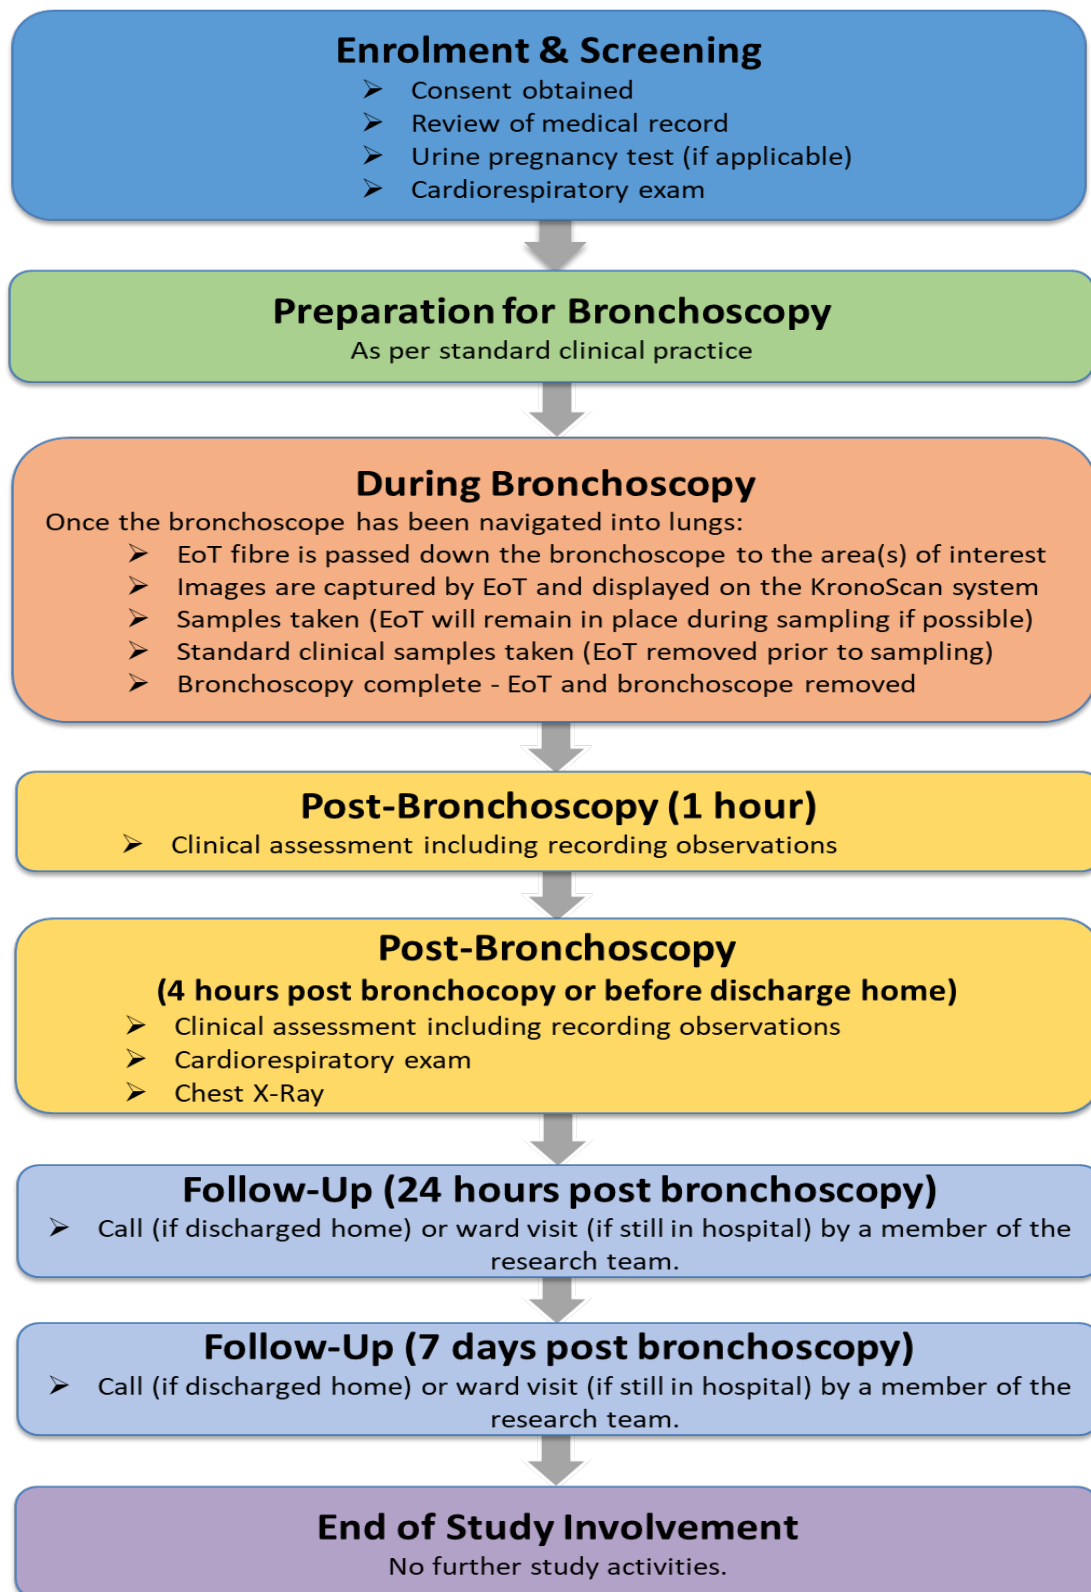 Enrolment & Screening
➢ Consent obtained
➢ Review of medical record
➢ Urine pregnancy test (if applicable)
➢ Cardiorespiratory exam
Preparation for Bronchoscopy
As per standard clinical practice
During Bronchoscopy
Once the bronchoscope has been navigated into lungs:
➢ EoT fibre is passed down the bronchoscope to the area(s) of interest
➢ Images are captured by EoT and displayed on the KronoScan system
➢ Samples taken (EoT will remain in place during sampling if possible)
➢ Standard clinical samples taken (EoT removed prior to sampling)
➢ Bronchoscopy complete - EoT and bronchoscope removed
Post-Bronchoscopy (1 hour)
➢ Clinical assessment including recording observations
Post-Bronchoscopy
(4 hours post bronchocopy or before discharge home)
➢ Clinical assessment including recording observations
➢ Cardiorespiratory exam
➢ Chest X-Ray
Follow-Up (24 hours post bronchoscopy)
➢ Call (if discharged home) or ward visit (if still in hospital) by a member of the
research team.
Follow-Up (7 days post bronchoscopy)
➢ Call (if discharged home) or ward visit (if still in hospital) by a member of the
research team.
End of Study Involvement
No further study activities.